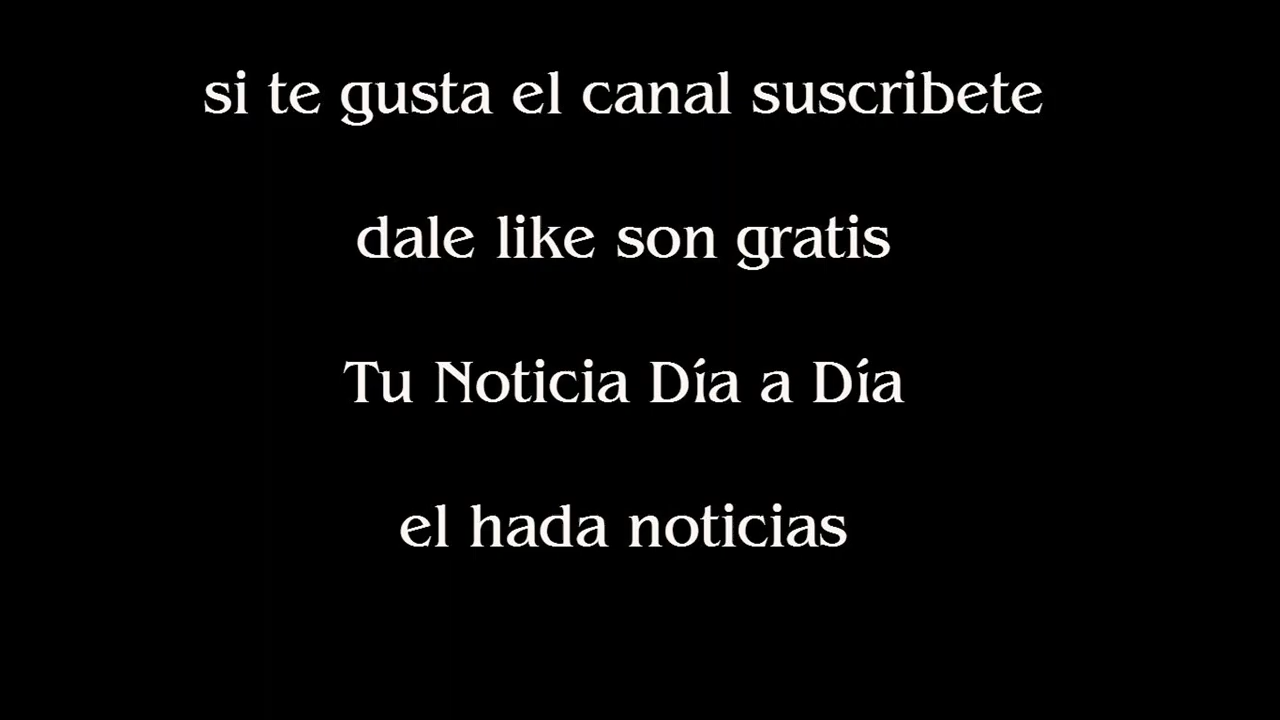 si te gusta el canal suscribete
dale like son gratis
Tu Noticia Día a Día
el hada noticias